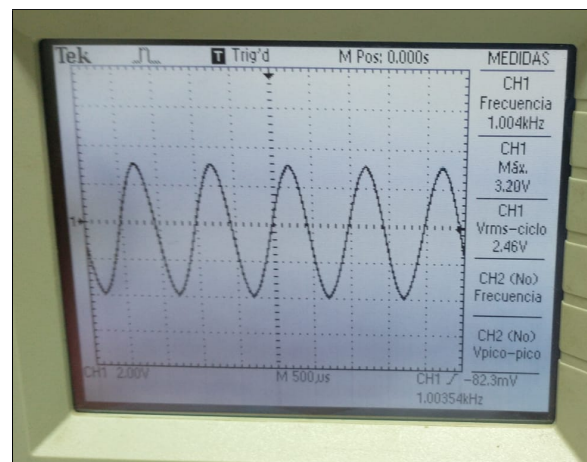 Tek T Trig'd M Pos: 0.000s MEDIDAS
CH1
Frecuencia
1.004kHz
CH1
Máx.
3.20V
CH1
Vrms-ciclo
2.46V
CH2 (No)
Frecuencia
CH2 (No)
Vpico-pico
1
CH1 2.00V M 500µs CH1 -82.3mV
1.00354kHz